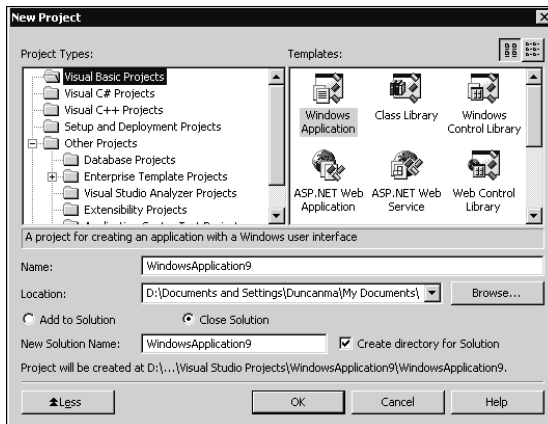 New Project
Project Types:
Templates:
Visual Basic Projects
Visual C# Projects
Visual C++ Projects
Setup and Deployment Projects
Other Projects
Database Projects
Enterprise Template Projects
Visual Studio Analyzer Projects
Extensibility Projects
Windows Application
Class Library
Windows Control Library
ASP.NET Web Application
ASP.NET Web Service
Web Control Library
A project for creating an application with a Windows user interface
Name:
WindowsApplication9
Location:
D:\Documents and Settings\Duncanma\My Documents\
Browse...
Add to Solution
Close Solution
New Solution Name:
WindowsApplication9
Create directory for Solution
Project will be created at D:\...\Visual Studio Projects\WindowsApplication9\WindowsApplication9.
Less
OK
Cancel
Help